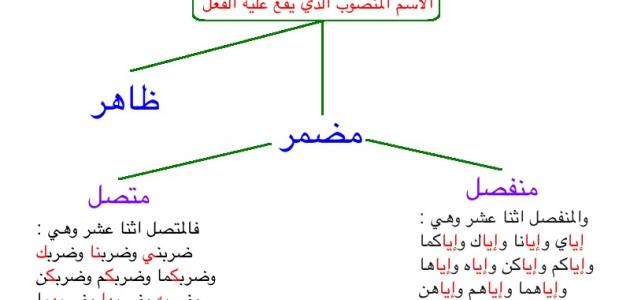 الاسم المنصوب الذي يقع عليه الفعل
ظاهر
مضمر
منفصل
والمنفصل اثنا عشر وهي :
إياي وإيانا وإياك وإياكما
وإياكم وإياكن وإياه وإياها
وإياهما وإياهم وإياهن
متصل
فالمتصل اثنا عشر وهي :
ضربني وضربنا وضربك
وضربكما وضربكم وضربكن